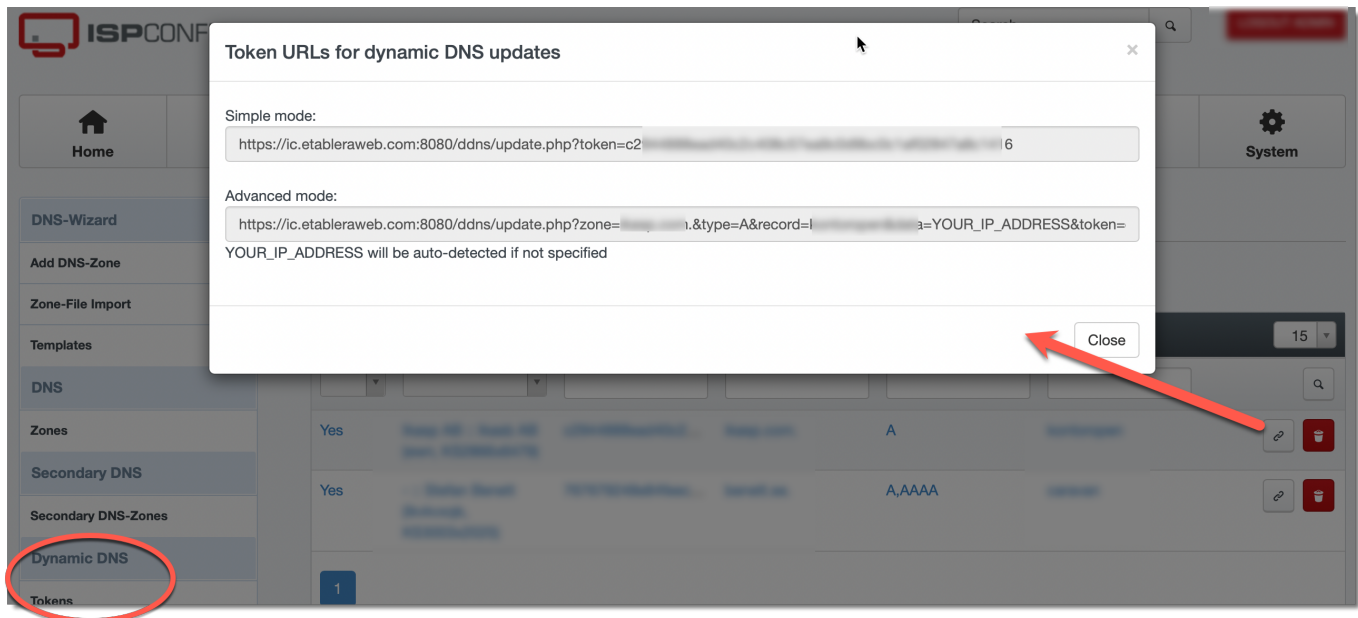 ISPCONF
Token URLs for dynamic DNS updates
×
Simple mode:
https://ic.etableraweb.com:8080/ddns/update.php?token=c2 6
Advanced mode:
https://ic.etableraweb.com:8080/ddns/update.php?zone= .&type=A&record= a=YOUR_IP_ADDRESS&token=
YOUR_IP_ADDRESS will be auto-detected if not specified
Close
Home
System
DNS-Wizard
Add DNS-Zone
Zone-File Import
Templates
DNS
Zones
Secondary DNS
Secondary DNS-Zones
Dynamic DNS
Tokens
15
Yes
A
Yes
A,AAAA
1